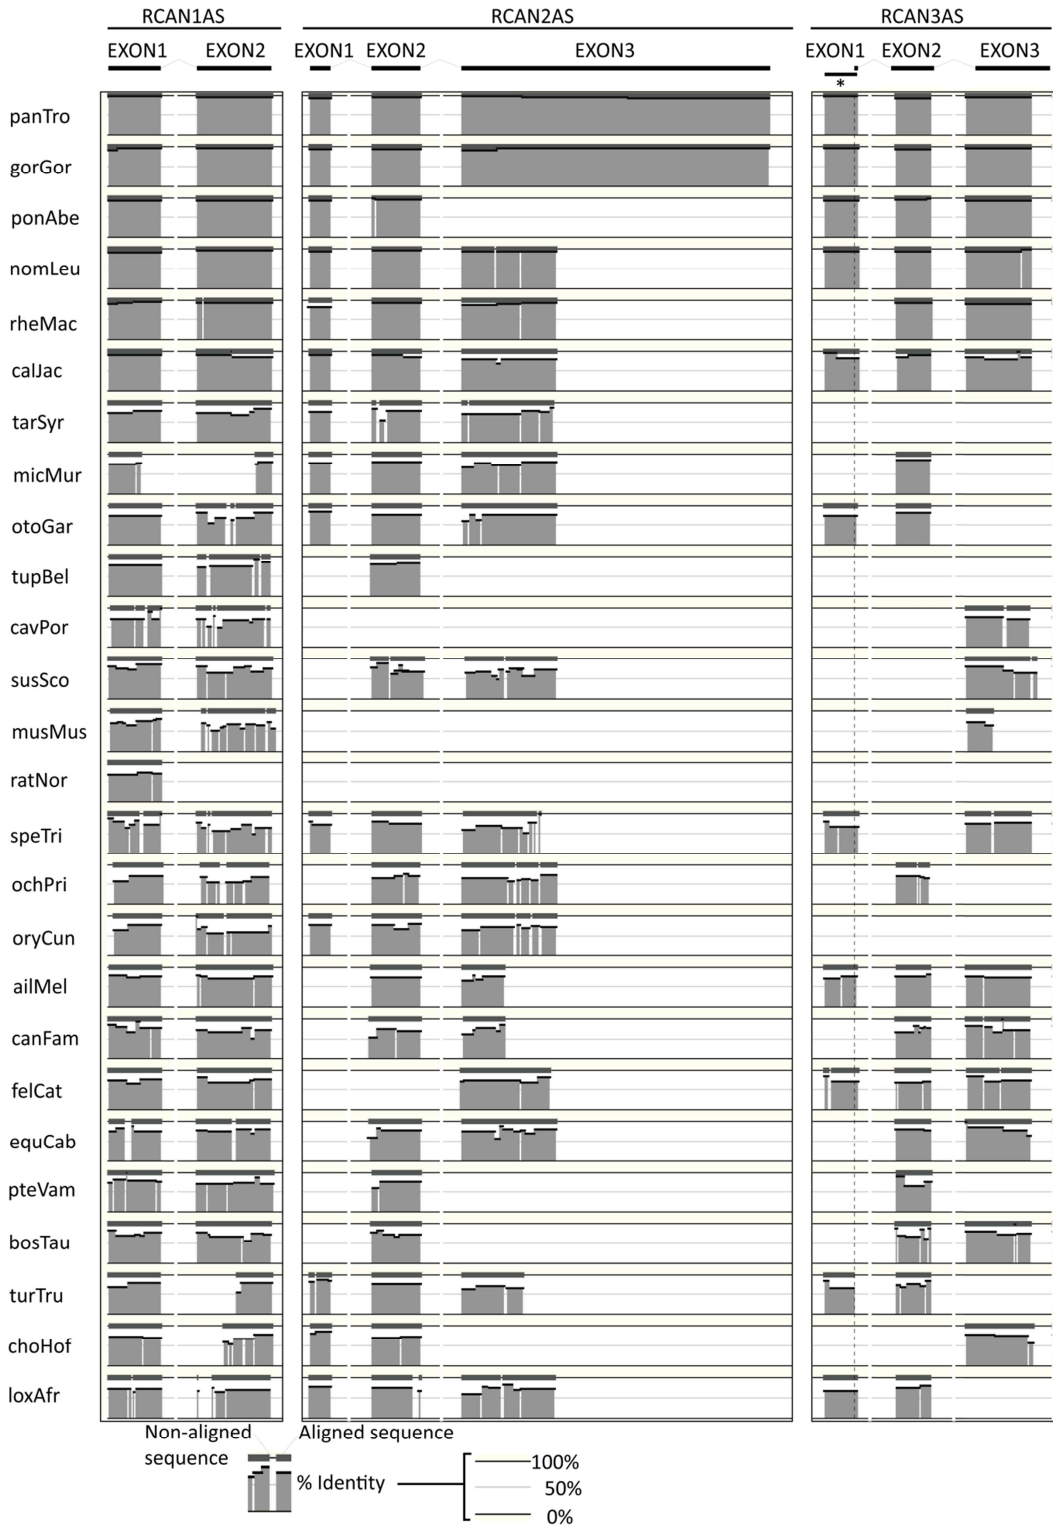 RCAN1AS RCAN2AS RCAN3AS
EXON1 EXON2 EXON1 EXON2 EXON3 EXON1 EXON2 EXON3
*
panTro
gorGor
ponAbe
nomLeu
rheMac
calJac
tarSyr
micMur
otoGar
tupBel
cavPor
susSco
musMus
ratNor
speTri
ochPri
oryCun
ailMel
canFam
felCat
equCab
pteVam
bosTau
turTru
choHof
loxAfr
Non-aligned sequence
Aligned sequence
% Identity
100%
50%
0%